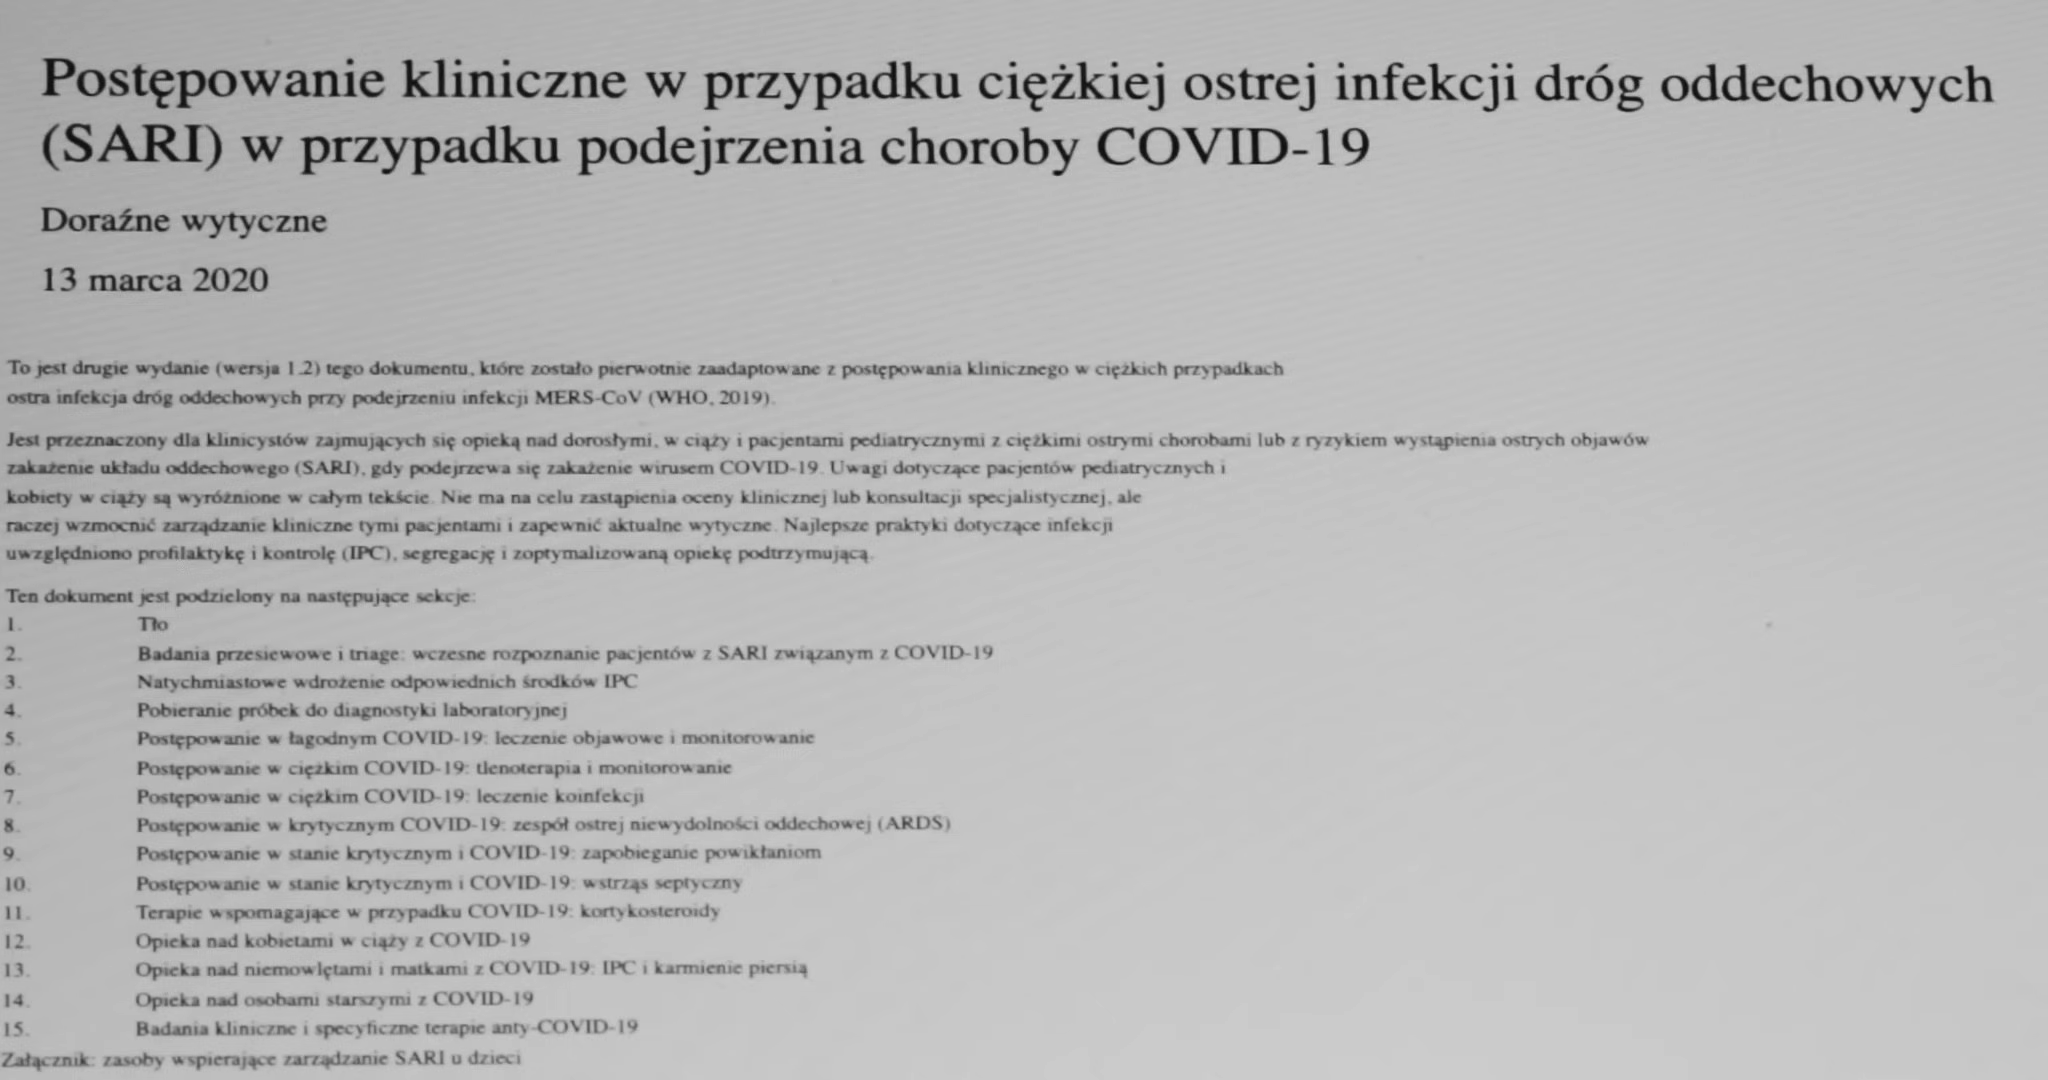 Postępowanie kliniczne w przypadku ciężkiej ostrej infekcji dróg oddechowych
(SARI) w przypadku podejrzenia choroby COVID-19
Doraźne wytyczne
13 marca 2020
To jest drugie wydanie (wersja 1.2) tego dokumentu, które zostało pierwotnie zaadaptowane z postępowania klinicznego w ciężkich przypadkach
ostra infekcja dróg oddechowych przy podejrzeniu infekcji MERS-CoV (WHO, 2019).
Jest przeznaczony dla klinicystów zajmujących się opieką nad dorosłymi, w ciąży i pacjentami pediatrycznymi z ciężkimi ostrymi chorobami lub z ryzykiem wystąpienia ostrych objawów
zakażenie układu oddechowego (SARI), gdy podejrzewa się zakażenie wirusem COVID-19. Uwagi dotyczące pacjentów pediatrycznych i
kobiety w ciąży są wyróżnione w całym tekście. Nie ma na celu zastąpienia oceny klinicznej lub konsultacji specjalistycznej, ale
raczej wzmocnić zarządzanie kliniczne tymi pacjentami i zapewnić aktualne wytyczne. Najlepsze praktyki dotyczące infekcji
uwzględniono profilaktykę i kontrolę (IPC), segregację i zoptymalizowaną opiekę podtrzymującą.
Ten dokument jest podzielony na następujące sekcje:
1. Tło
2. Badania przesiewowe i triage: wczesne rozpoznanie pacjentów z SARI związanym z COVID-19
3. Natychmiastowe wdrożenie odpowiednich środków IPC
4. Pobieranie próbek do diagnostyki laboratoryjnej
5. Postępowanie w łagodnym COVID-19: leczenie objawowe i monitorowanie
6. Postępowanie w ciężkim COVID-19: tlenoterapia i monitorowanie
7. Postępowanie w ciężkim COVID-19: leczenie koinfekcji
8. Postępowanie w krytycznym COVID-19: zespół ostrej niewydolności oddechowej (ARDS)
9. Postępowanie w stanie krytycznym i COVID-19: zapobieganie powikłaniom
10. Postępowanie w stanie krytycznym i COVID-19: wstrząs septyczny
11. Terapie wspomagające w przypadku COVID-19: kortykosteroidy
12. Opieka nad kobietami w ciąży z COVID-19
13. Opieka nad niemowlętami i matkami z COVID-19: IPC i karmienie piersią
14. Opieka nad osobami starszymi z COVID-19
15. Badania kliniczne i specyficzne terapie anty-COVID-19
Załącznik: zasoby wspierające zarządzanie SARI u dzieci